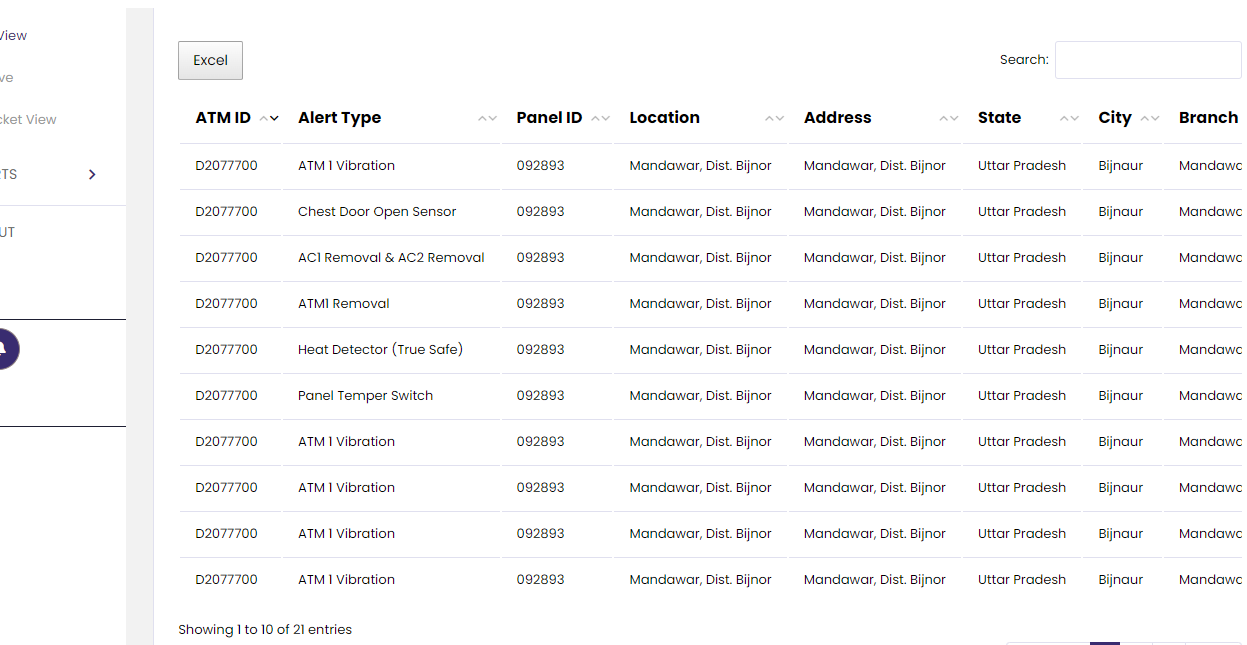 View
ve
cket View
RTS
UT
Excel
Search:
ATM ID Alert Type Panel ID Location Address State City Branch
D2077700 ATM 1 Vibration 092893 Mandawar, Dist. Bijnor Mandawar, Dist. Bijnor Uttar Pradesh Bijnaur Mandawa
D2077700 Chest Door Open Sensor 092893 Mandawar, Dist. Bijnor Mandawar, Dist. Bijnor Uttar Pradesh Bijnaur Mandawa
D2077700 AC1 Removal & AC2 Removal 092893 Mandawar, Dist. Bijnor Mandawar, Dist. Bijnor Uttar Pradesh Bijnaur Mandawa
D2077700 ATM1 Removal 092893 Mandawar, Dist. Bijnor Mandawar, Dist. Bijnor Uttar Pradesh Bijnaur Mandawa
D2077700 Heat Detector (True Safe) 092893 Mandawar, Dist. Bijnor Mandawar, Dist. Bijnor Uttar Pradesh Bijnaur Mandawa
D2077700 Panel Temper Switch 092893 Mandawar, Dist. Bijnor Mandawar, Dist. Bijnor Uttar Pradesh Bijnaur Mandawa
D2077700 ATM 1 Vibration 092893 Mandawar, Dist. Bijnor Mandawar, Dist. Bijnor Uttar Pradesh Bijnaur Mandawa
D2077700 ATM 1 Vibration 092893 Mandawar, Dist. Bijnor Mandawar, Dist. Bijnor Uttar Pradesh Bijnaur Mandawa
D2077700 ATM 1 Vibration 092893 Mandawar, Dist. Bijnor Mandawar, Dist. Bijnor Uttar Pradesh Bijnaur Mandawa
D2077700 ATM 1 Vibration 092893 Mandawar, Dist. Bijnor Mandawar, Dist. Bijnor Uttar Pradesh Bijnaur Mandawa
Showing 1 to 10 of 21 entries